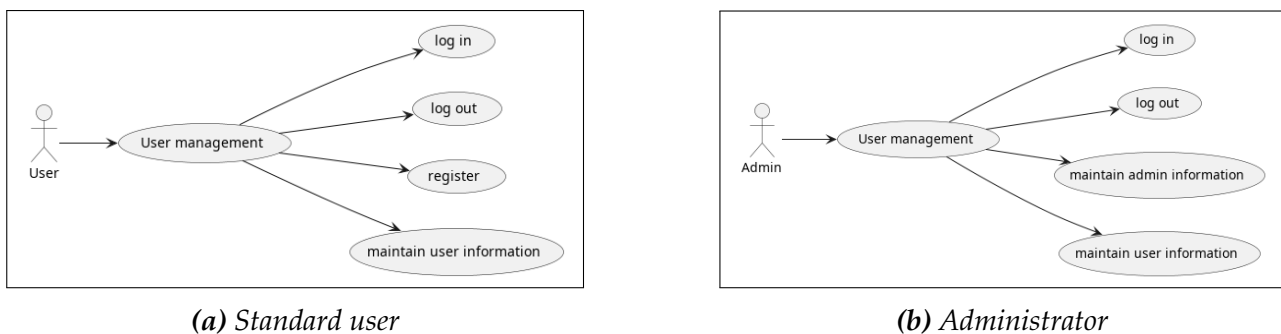 log in
log out
User management
User
register
maintain user information
(a) Standard user
log in
log out
User management
Admin
maintain admin information
maintain user information
(b) Administrator